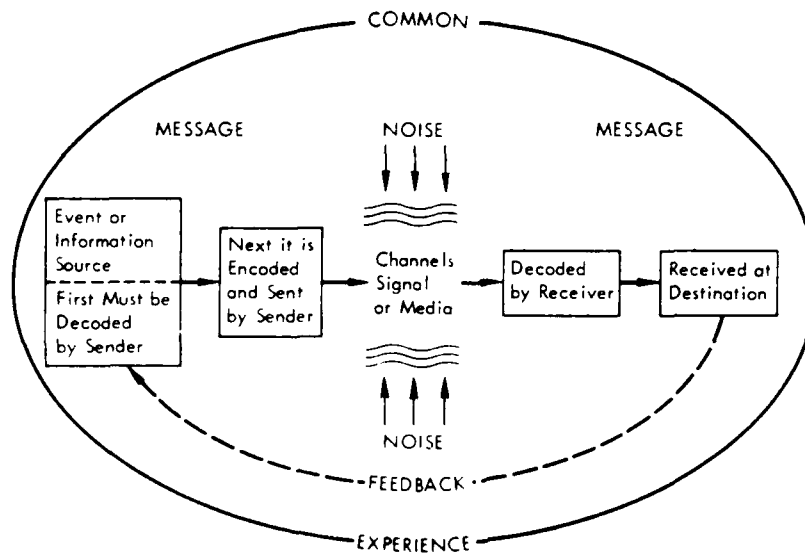 COMMON
MESSAGE
NOISE
MESSAGE
Event or
Information
Source
First Must be
Decoded
by Sender
Next it is
Encoded
and Sent
by Sender
Channels
Signal
or Media
Decoded
by Receiver
Received at
Destination
NOISE
FEEDBACK
EXPERIENCE